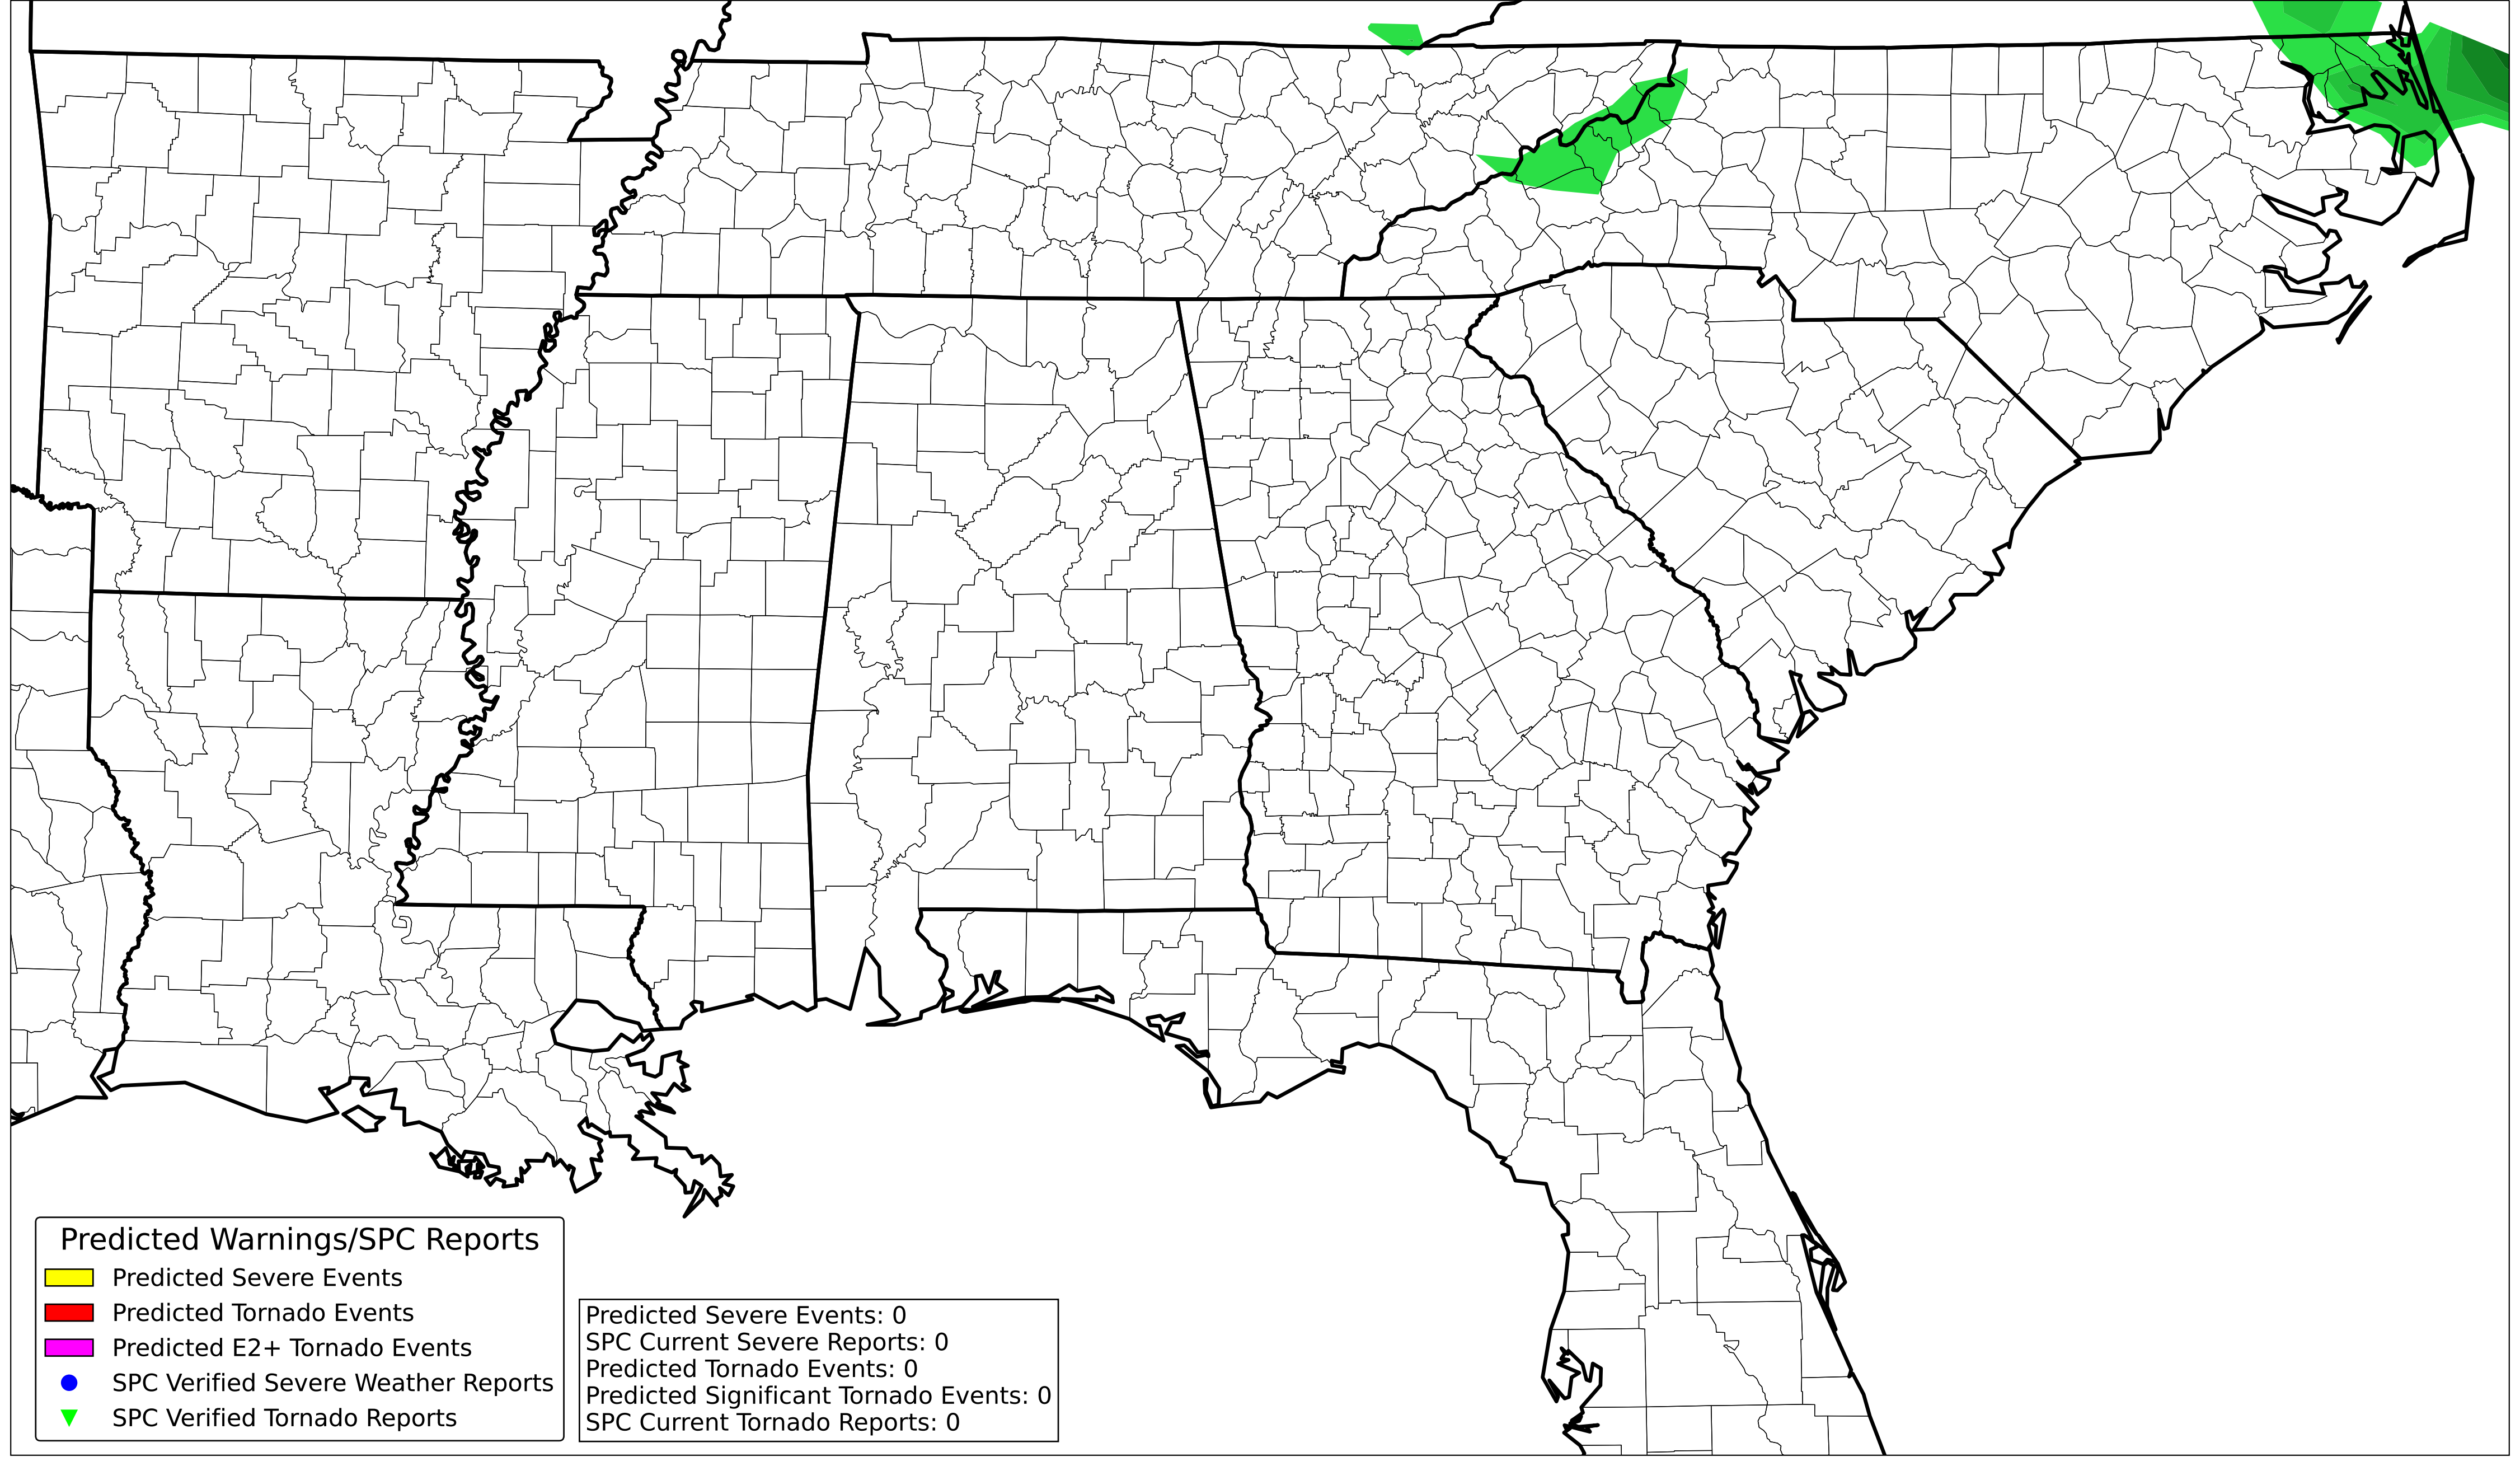 Predicted Warnings/SPC Reports
Predicted Severe Events
Predicted Tornado Events
Predicted E2+ Tornado Events
SPC Verified Severe Weather Reports
SPC Verified Tornado Reports
Predicted Severe Events: 0
SPC Current Severe Reports: 0
Predicted Tornado Events: 0
Predicted Significant Tornado Events: 0
SPC Current Tornado Reports: 0